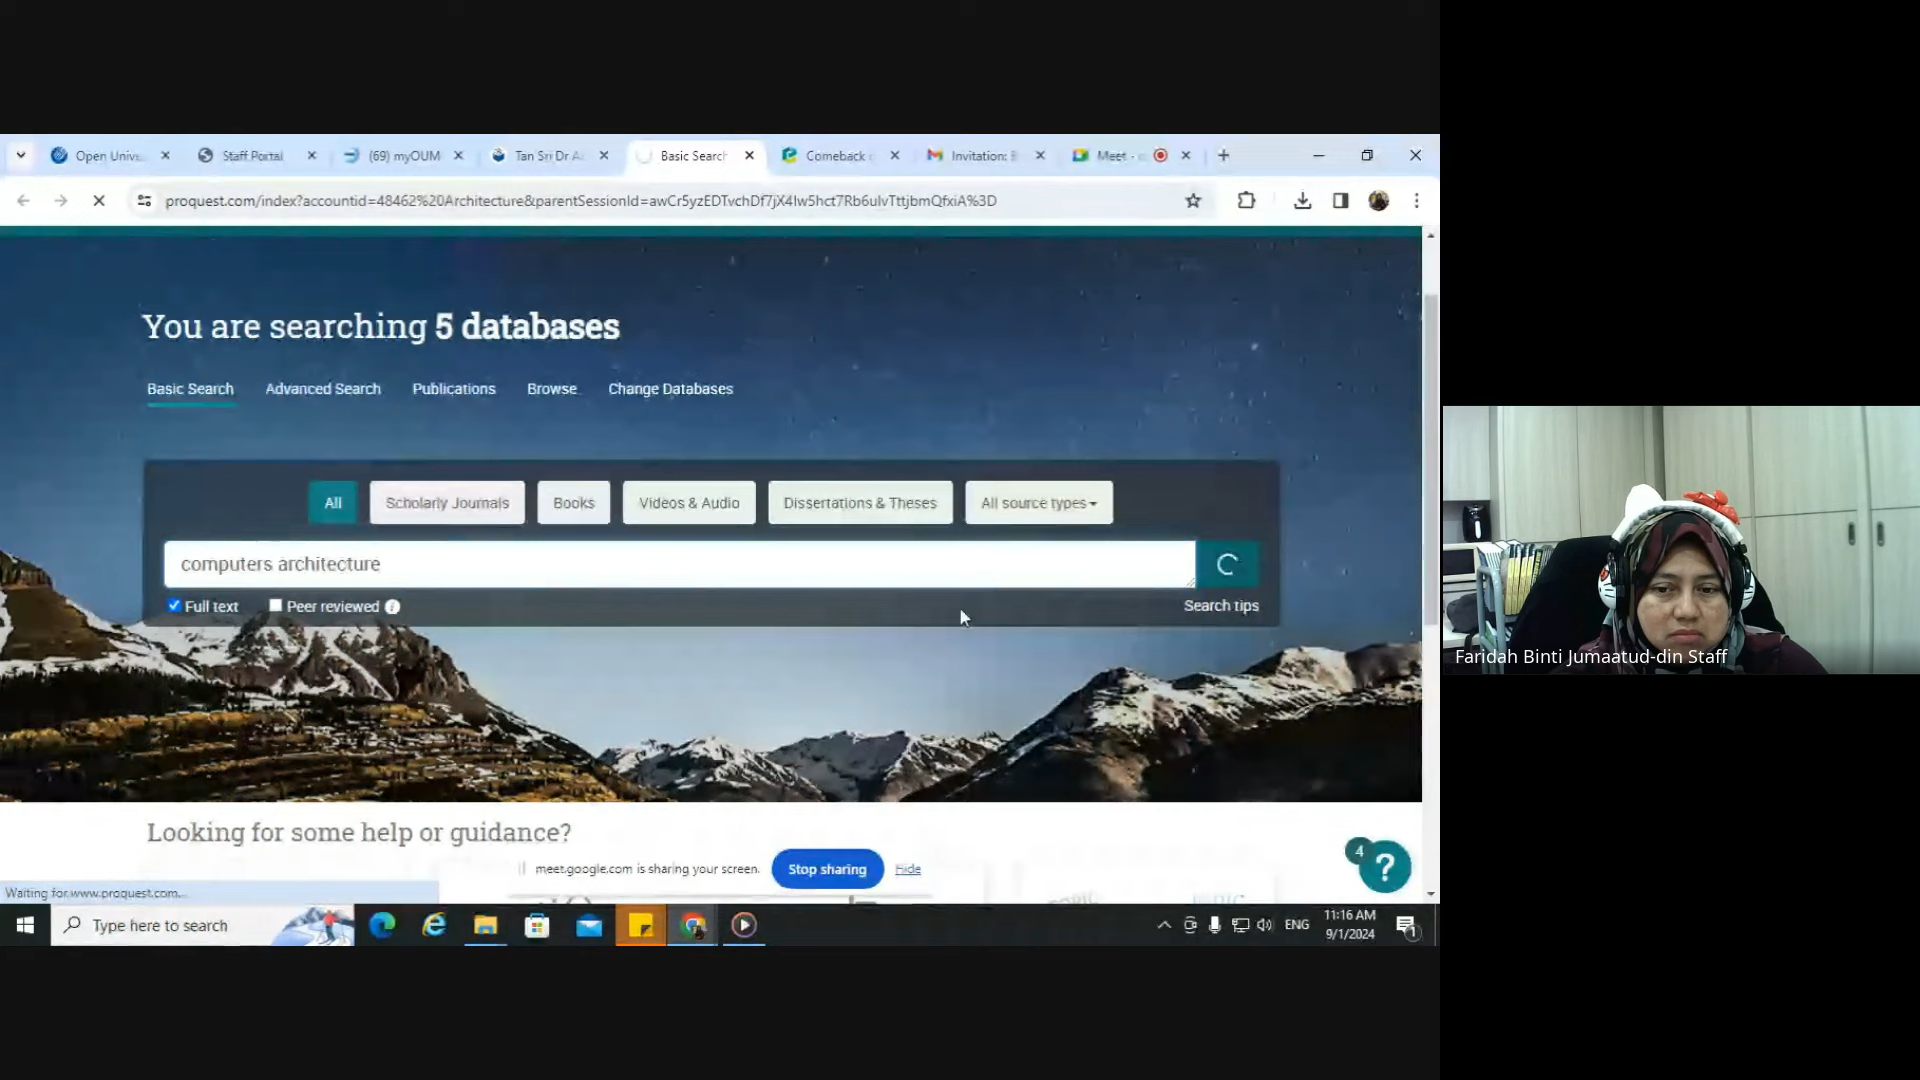 Open Unive
Staff Portal
(69) myOUM
Tan Sri Dr A
Basic Search
Comeback
Invitation: E
Meet -
proquest.com/index?accountid=48462%20Architecture&parentSessionId=awCr5yzEDTvchDf7jX4Iw5hct7Rb6ulvTttjbmQfxiA%3D
You are searching 5 databases
Basic Search
Advanced Search
Publications
Browse
Change Databases
All
Scholarly Journals
Books
Videos & Audio
Dissertations & Theses
All source types
computers architecture
Full text
Peer reviewed
Search tips
Faridah Binti Jumaatud-din Staff
Looking for some help or guidance?
4
?
meet.google.com is sharing your screen.
Stop sharing
Hide
Waiting for www.proquest.com...
Type here to search
ENG
11:16 AM
9/1/2024
1